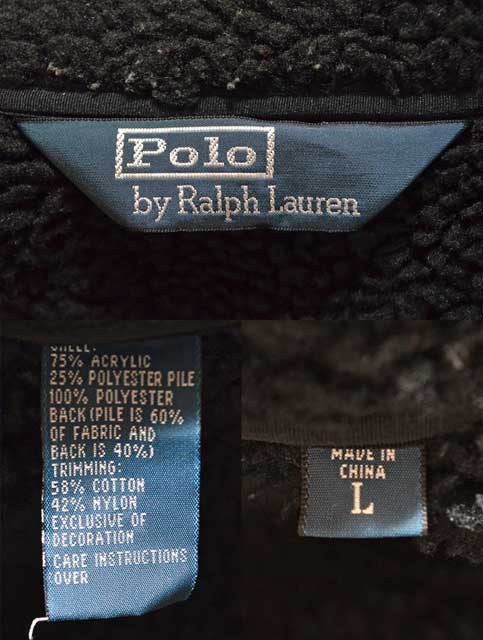 Polo
by Ralph Lauren
SHELL:
75% ACRYLIC
25% POLYESTER PILE
100% POLYESTER
BACK (PILE IS 60%
OF FABRIC AND
BACK IS 40%)
TRIMMING:
58% COTTON
42% NYLON
EXCLUSIVE OF
DECORATION
CARE INSTRUCTIONS
OVER
MADE IN
CHINA
L